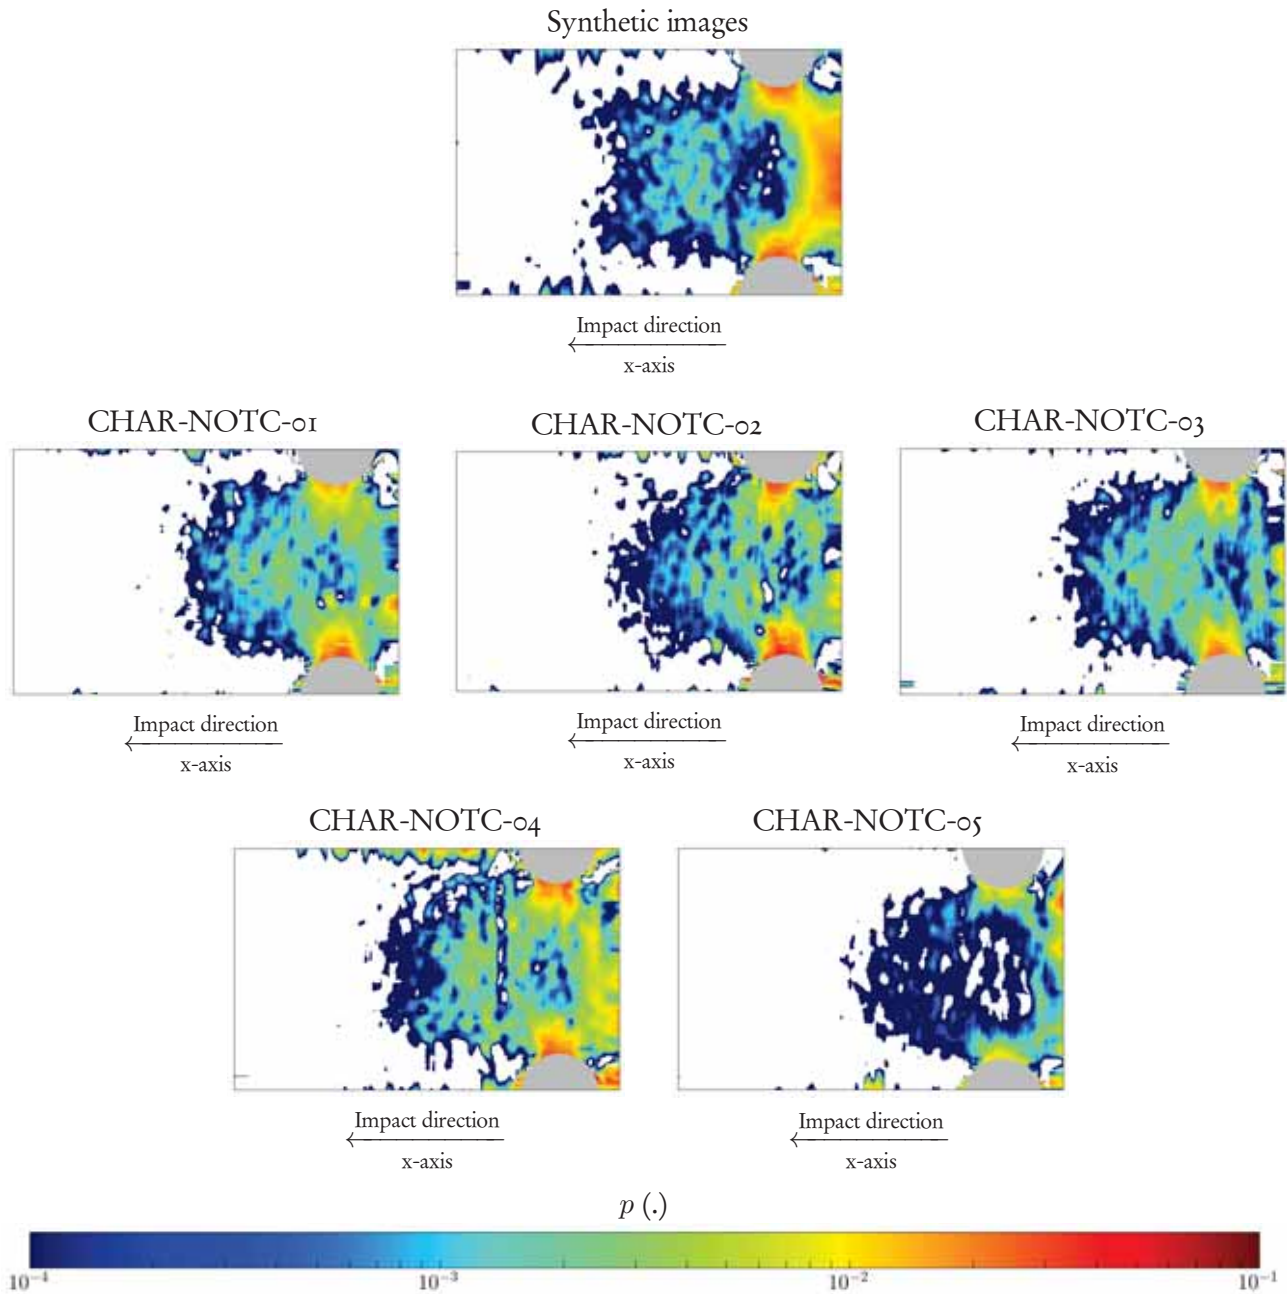 Synthetic images
Impact direction
x-axis
CHAR-NOTC-01
CHAR-NOTC-02
CHAR-NOTC-03
Impact direction
x-axis
Impact direction
x-axis
Impact direction
x-axis
CHAR-NOTC-04
CHAR-NOTC-05
Impact direction
x-axis
Impact direction
x-axis
p (.)
10⁻⁴ 10⁻³ 10⁻² 10⁻¹